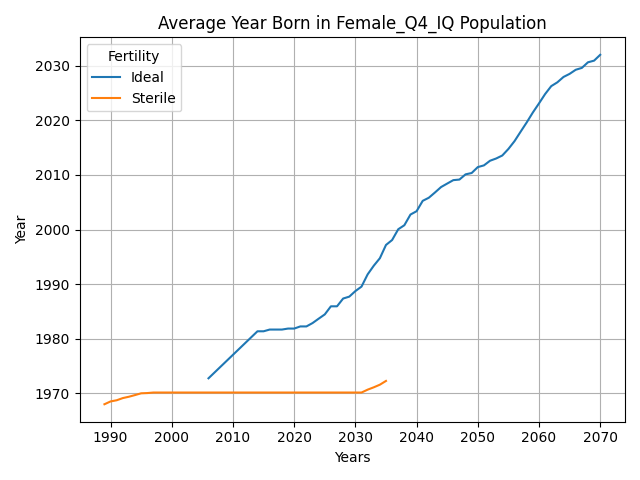 Average Year Born in Female_Q4_IQ Population
Fertility
Ideal
Sterile
Year
2030
2020
2010
2000
1990
1980
1970
1990 2000 2010 2020 2030 2040 2050 2060 2070
Years